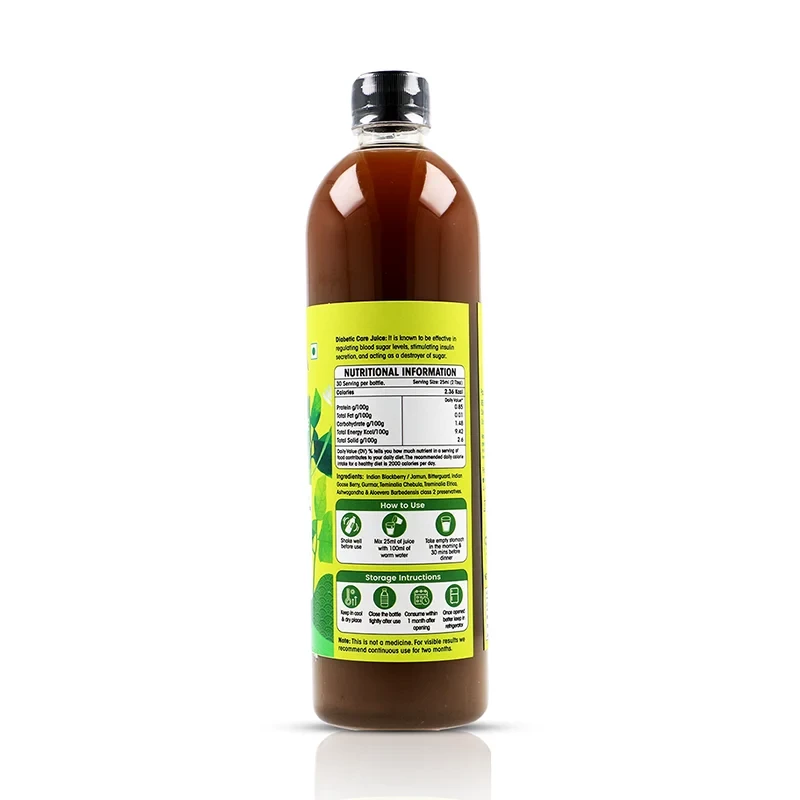 Diabetic Care Juice: It is known to be effective in
regulating blood sugar levels, stimulating insulin
secretion, and acting as a destroyer of sugar.
NUTRITIONAL INFORMATION
30 Serving per bottle. Serving Size: 25ml (2 Tbsp)
Calories 2.36 Kcal
Daily Value*
Protein g/100g 0.85
Total Fat g/100g 0.01
Carbohydrate g/100g 1.48
Total Energy Kcal/100g 9.42
Total Solid g/100g 2.6
Daily Value (DV) % tells you how much nutrient in a serving of
food contributes to your daily diet. The recommended daily calorie
intake for a healthy diet is 2000 calories per day.
Ingredients: Indian Blackberry / Jamun, Bitterguard, Indian
Goose Berry, Gurmar, Teminalia Chebula, Treminalia Ellica,
Ashwagandha & Aloevera Barbedensis class 2 preservatives.
How to Use
Shake well
before use
Mix 25ml of juice
with 100ml of
warm water
Take empty stomach
in the morning &
30 mins before
dinner
Storage Intructions
Keep in cool
& dry place
Close the bottle
tightly after use
Consume within
1 month after
opening
Once opened
better keep in
refrigerator
Note: This is not a medicine. For visible results we
recommend continuous use for two months.